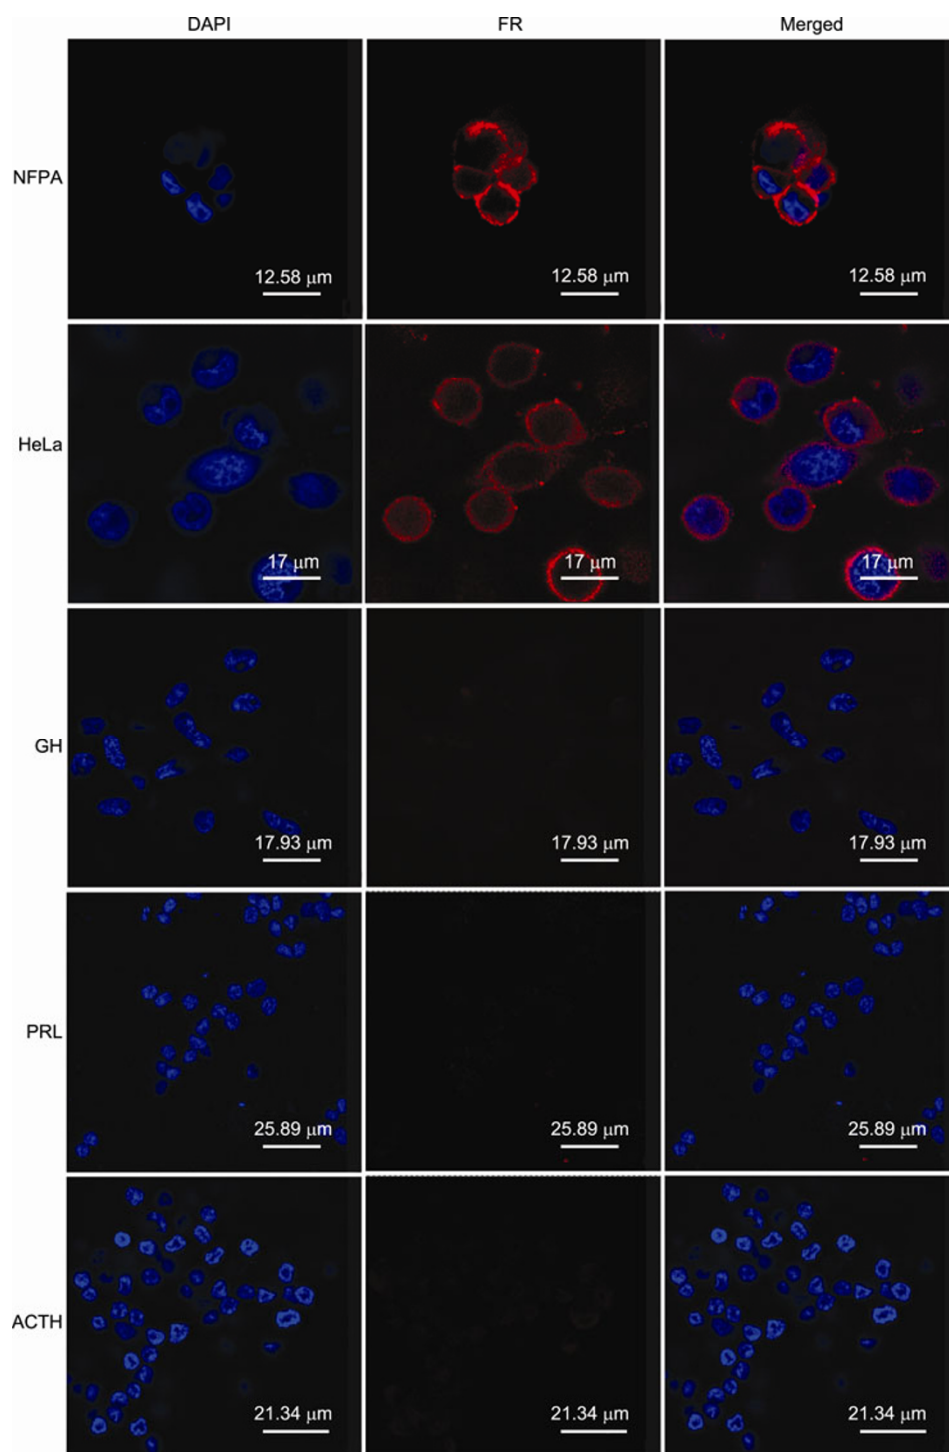 DAPI FR Merged
NFPA
12.58 μm 12.58 μm 12.58 μm
HeLa
17 μm 17 μm 17 μm
GH
17.93 μm 17.93 μm 17.93 μm
PRL
25.89 μm 25.89 μm 25.89 μm
ACTH
21.34 μm 21.34 μm 21.34 μm